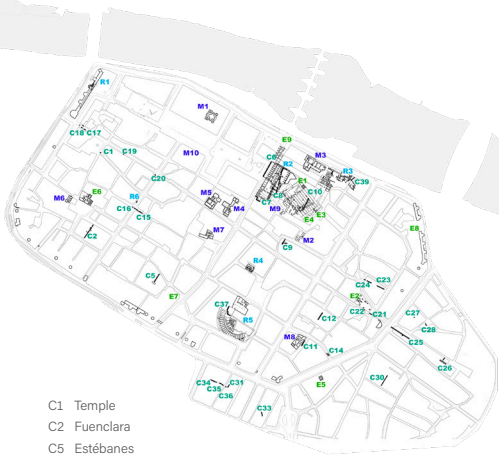 R1
M1
C18 C17
E9
C1 C19
M10
C6 R2 M3
R3
C20
E1
C10 C39
M6 E6
R6
M5
C7 C8
C16
C15
M4
M9
E4 E3
C2
M7
C9 M2
E8
R4
C5
C24 C23
E7
E2
C37
C22 C21
C27
R5
C12
C28
M8
C11
C25
C14
C26
C34 C31
C35
C36
E5
C30
C33
C1 Temple
C2 Fuenclara
C5 Estébanes